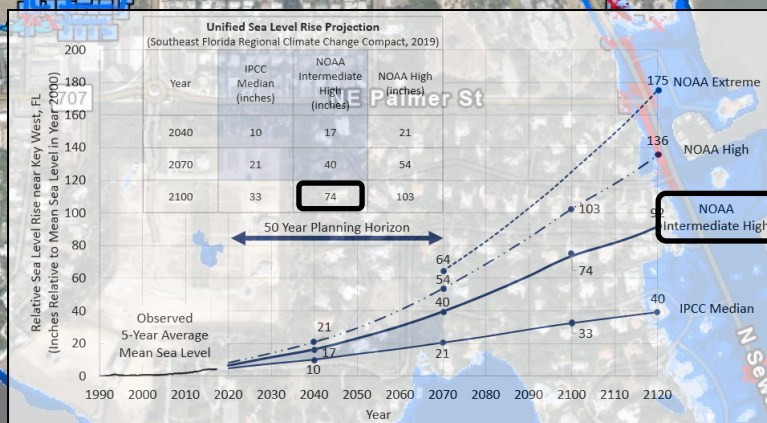 Unified Sea Level Rise Projection
(Southeast Florida Regional Climate Change Compact, 2019)
Year
IPCC
Median
(inches)
NOAA
Intermediate
High
(inches)
NOAA High
(inches)
2040 10 17 21
2070 21 40 54
2100 33 74 103
50 Year Planning Horizon
Observed
5-Year Average
Mean Sea Level
Relative Sea Level Rise near Key West, FL
(Inches Relative to Mean Sea Level in Year 2000)
200
180
160
140
120
100
80
60
40
20
0
1990 2000 2010 2020 2030 2040 2050 2060 2070 2080 2090 2100 2110 2120
Year
175 NOAA Extreme
136
NOAA High
92
NOAA
Intermediate High
40
IPCC Median
103
74
33
64
54
40
21
21
17
10
707
NE Palmer St